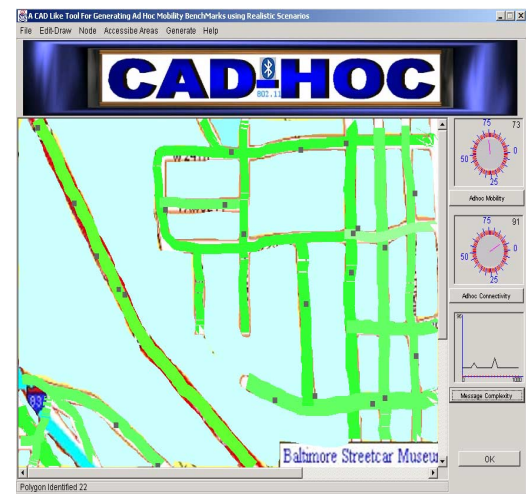 A CAD Like Tool For Generating Ad Hoc Mobility BenchMarks using Realistic Scenarios
File Edit-Draw Node Accessibe Areas Generate Help
CAD-HOC
802.11
75 73
50 0
25
Adhoc Mobility
75 91
50 0
25
Adhoc Connectivity
Message Complexity
83
Baltimore Streetcar Museu
OK
Polygon Identified 22